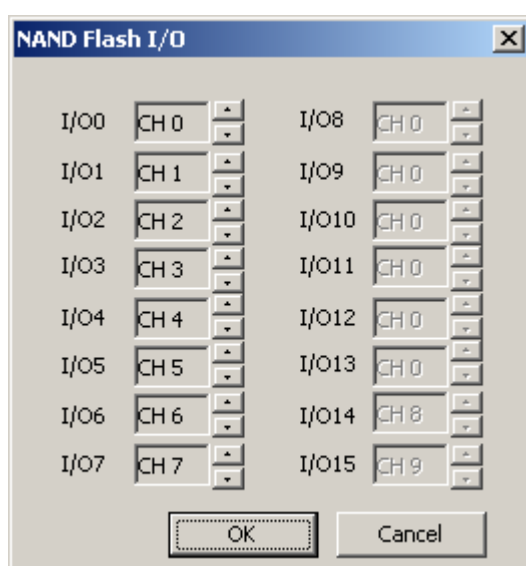 NAND Flash I/O
I/O0 CH 0 I/O8 CH 0
I/O1 CH 1 I/O9 CH 0
I/O2 CH 2 I/O10 CH 0
I/O3 CH 3 I/O11 CH 0
I/O4 CH 4 I/O12 CH 0
I/O5 CH 5 I/O13 CH 0
I/O6 CH 6 I/O14 CH 8
I/O7 CH 7 I/O15 CH 9
OK Cancel